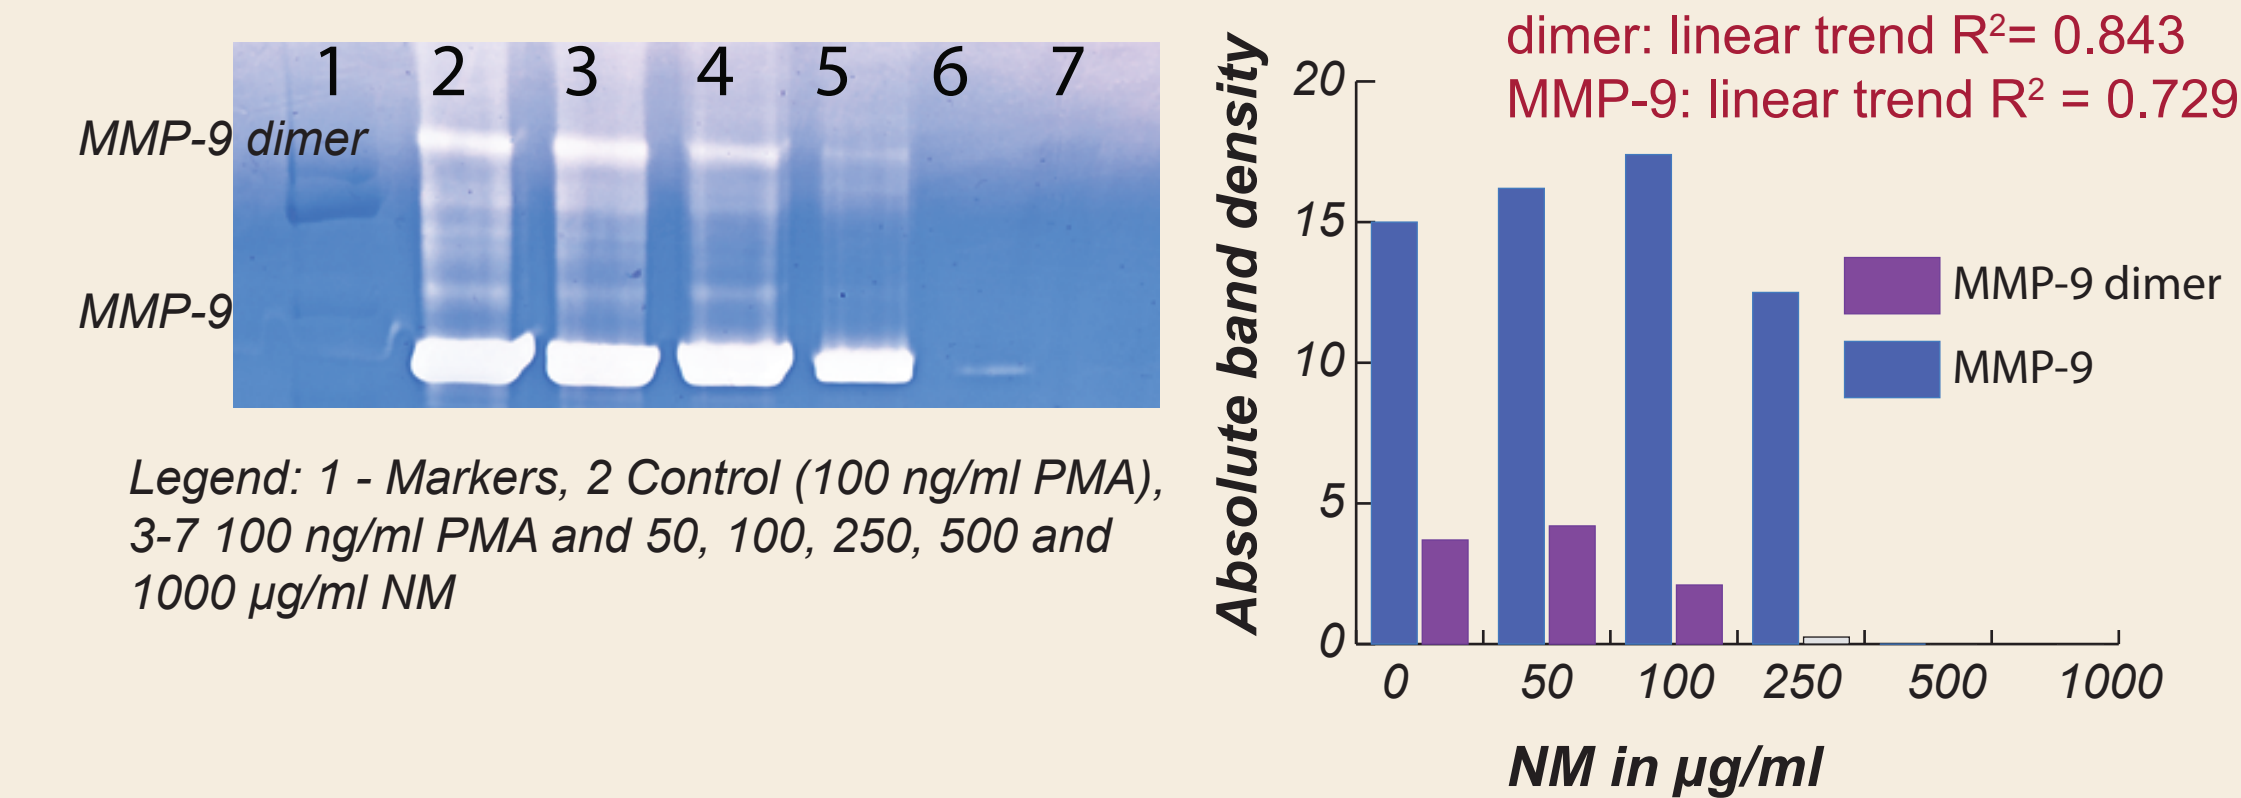 1 2 3 4 5 6 7
MMP-9 dimer
MMP-9
Legend: 1 - Markers, 2 Control (100 ng/ml PMA),
3-7 100 ng/ml PMA and 50, 100, 250, 500 and
1000 µg/ml NM
dimer: linear trend R²= 0.843
MMP-9: linear trend R² = 0.729
Absolute band density
20
15
10
5
0
MMP-9 dimer
MMP-9
0 50 100 250 500 1000
NM in µg/ml